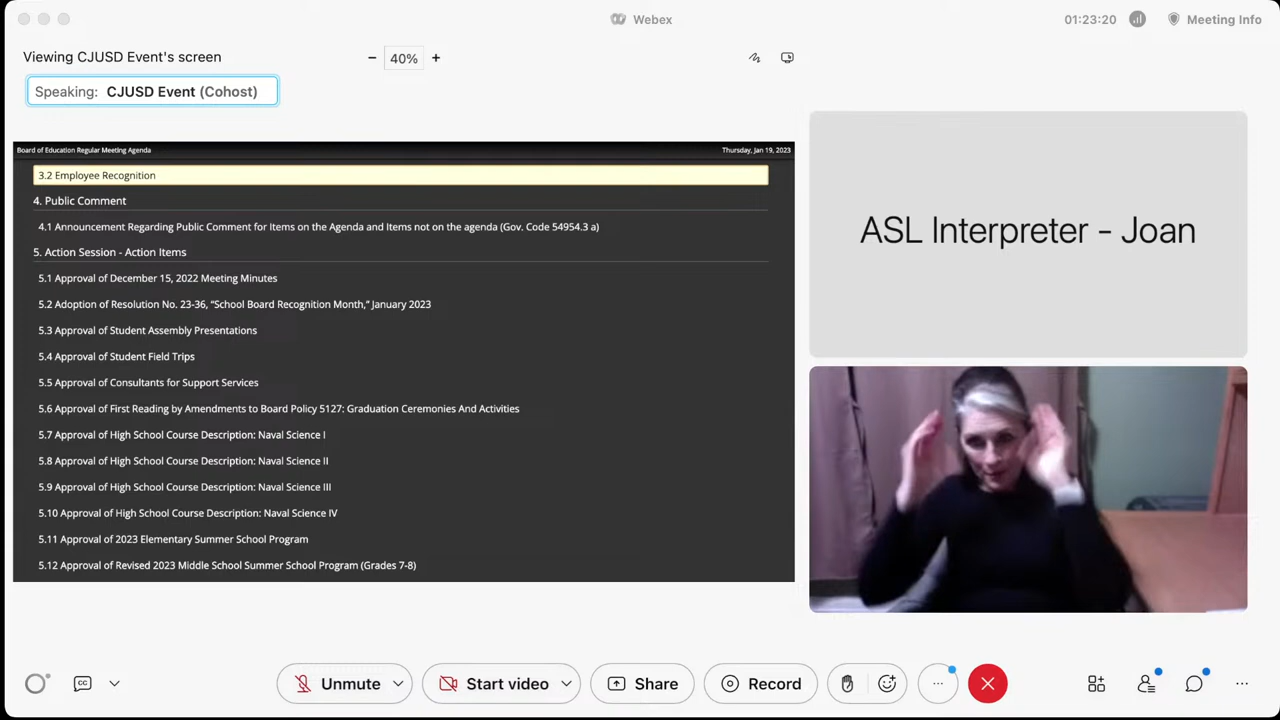 Webex
01:23:20
Meeting Info
Viewing CJUSD Event's screen
− 40% +
Speaking: CJUSD Event (Cohost)
Board of Education Regular Meeting Agenda
Thursday, Jan 19, 2023
3.2 Employee Recognition
4. Public Comment
4.1 Announcement Regarding Public Comment for Items on the Agenda and Items not on the agenda (Gov. Code 54954.3 a)
5. Action Session - Action Items
5.1 Approval of December 15, 2022 Meeting Minutes
5.2 Adoption of Resolution No. 23-36, “School Board Recognition Month,” January 2023
5.3 Approval of Student Assembly Presentations
5.4 Approval of Student Field Trips
5.5 Approval of Consultants for Support Services
5.6 Approval of First Reading by Amendments to Board Policy 5127: Graduation Ceremonies And Activities
5.7 Approval of High School Course Description: Naval Science I
5.8 Approval of High School Course Description: Naval Science II
5.9 Approval of High School Course Description: Naval Science III
5.10 Approval of High School Course Description: Naval Science IV
5.11 Approval of 2023 Elementary Summer School Program
5.12 Approval of Revised 2023 Middle School Summer School Program (Grades 7-8)
ASL Interpreter - Joan
CC
Unmute
Start video
Share
Record